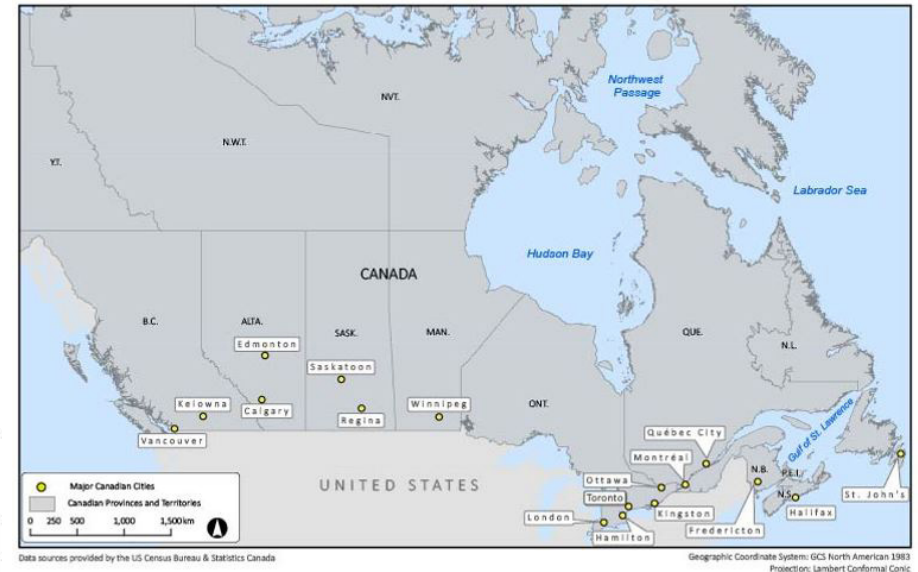 Northwest
Passage
NVT.
N.W.T.
Y.T.
Labrador Sea
Hudson Bay
CANADA
B.C.
ALTA.
SASK.
MAN.
QUE.
N.L.
Edmonton
Saskatoon
Kelowna
Calgary
Winnipeg
ONT.
Regina
Vancouver
Gulf of St. Lawrence
Québec City
Montréal
N.B.
P.E.I.
UNITED STATES
Ottawa
Toronto
N.S.
St. John's
London
Kingston
Halifax
Hamilton
Fredericton
Major Canadian Cities
Canadian Provinces and Territories
0 250 500 1,000 1,500 km
Data sources provided by the US Census Bureau & Statistics Canada
Geographic Coordinate System: GCS North American 1983
Projection: Lambert Conformal Conic